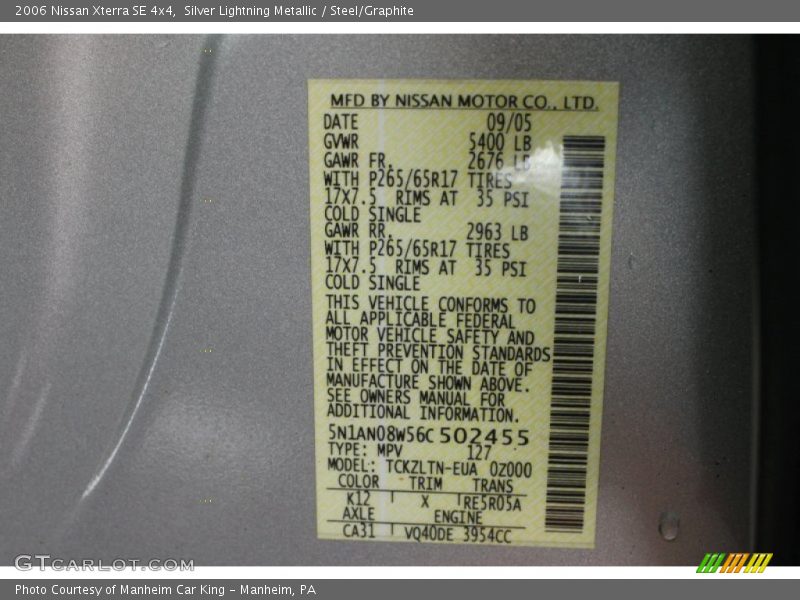 2006 Nissan Xterra SE 4x4,  Silver Lightning Metallic / Steel/Graphite
MFD BY NISSAN MOTOR CO., LTD.
DATE 09/05
GVWR 5400 LB
GAWR FR. 2676 LB
WITH P265/65R17 TIRES
17X7.5 RIMS AT 35 PSI
COLD SINGLE
GAWR RR. 2963 LB
WITH P265/65R17 TIRES
17X7.5 RIMS AT 35 PSI
COLD SINGLE
THIS VEHICLE CONFORMS TO
ALL APPLICABLE FEDERAL
MOTOR VEHICLE SAFETY AND
THEFT PREVENTION STANDARDS
IN EFFECT ON THE DATE OF
MANUFACTURE SHOWN ABOVE.
SEE OWNERS MANUAL FOR
ADDITIONAL INFORMATION.
5N1AN08W56C502455
TYPE: MPV 127
MODEL: TCKZLTN-EUA 0Z000
COLOR TRIM TRANS
K12 X RE5R05A
AXLE ENGINE
CA31 VQ40DE 3954CC
GTCARLOT.COM
Photo Courtesy of Manheim Car King - Manheim, PA